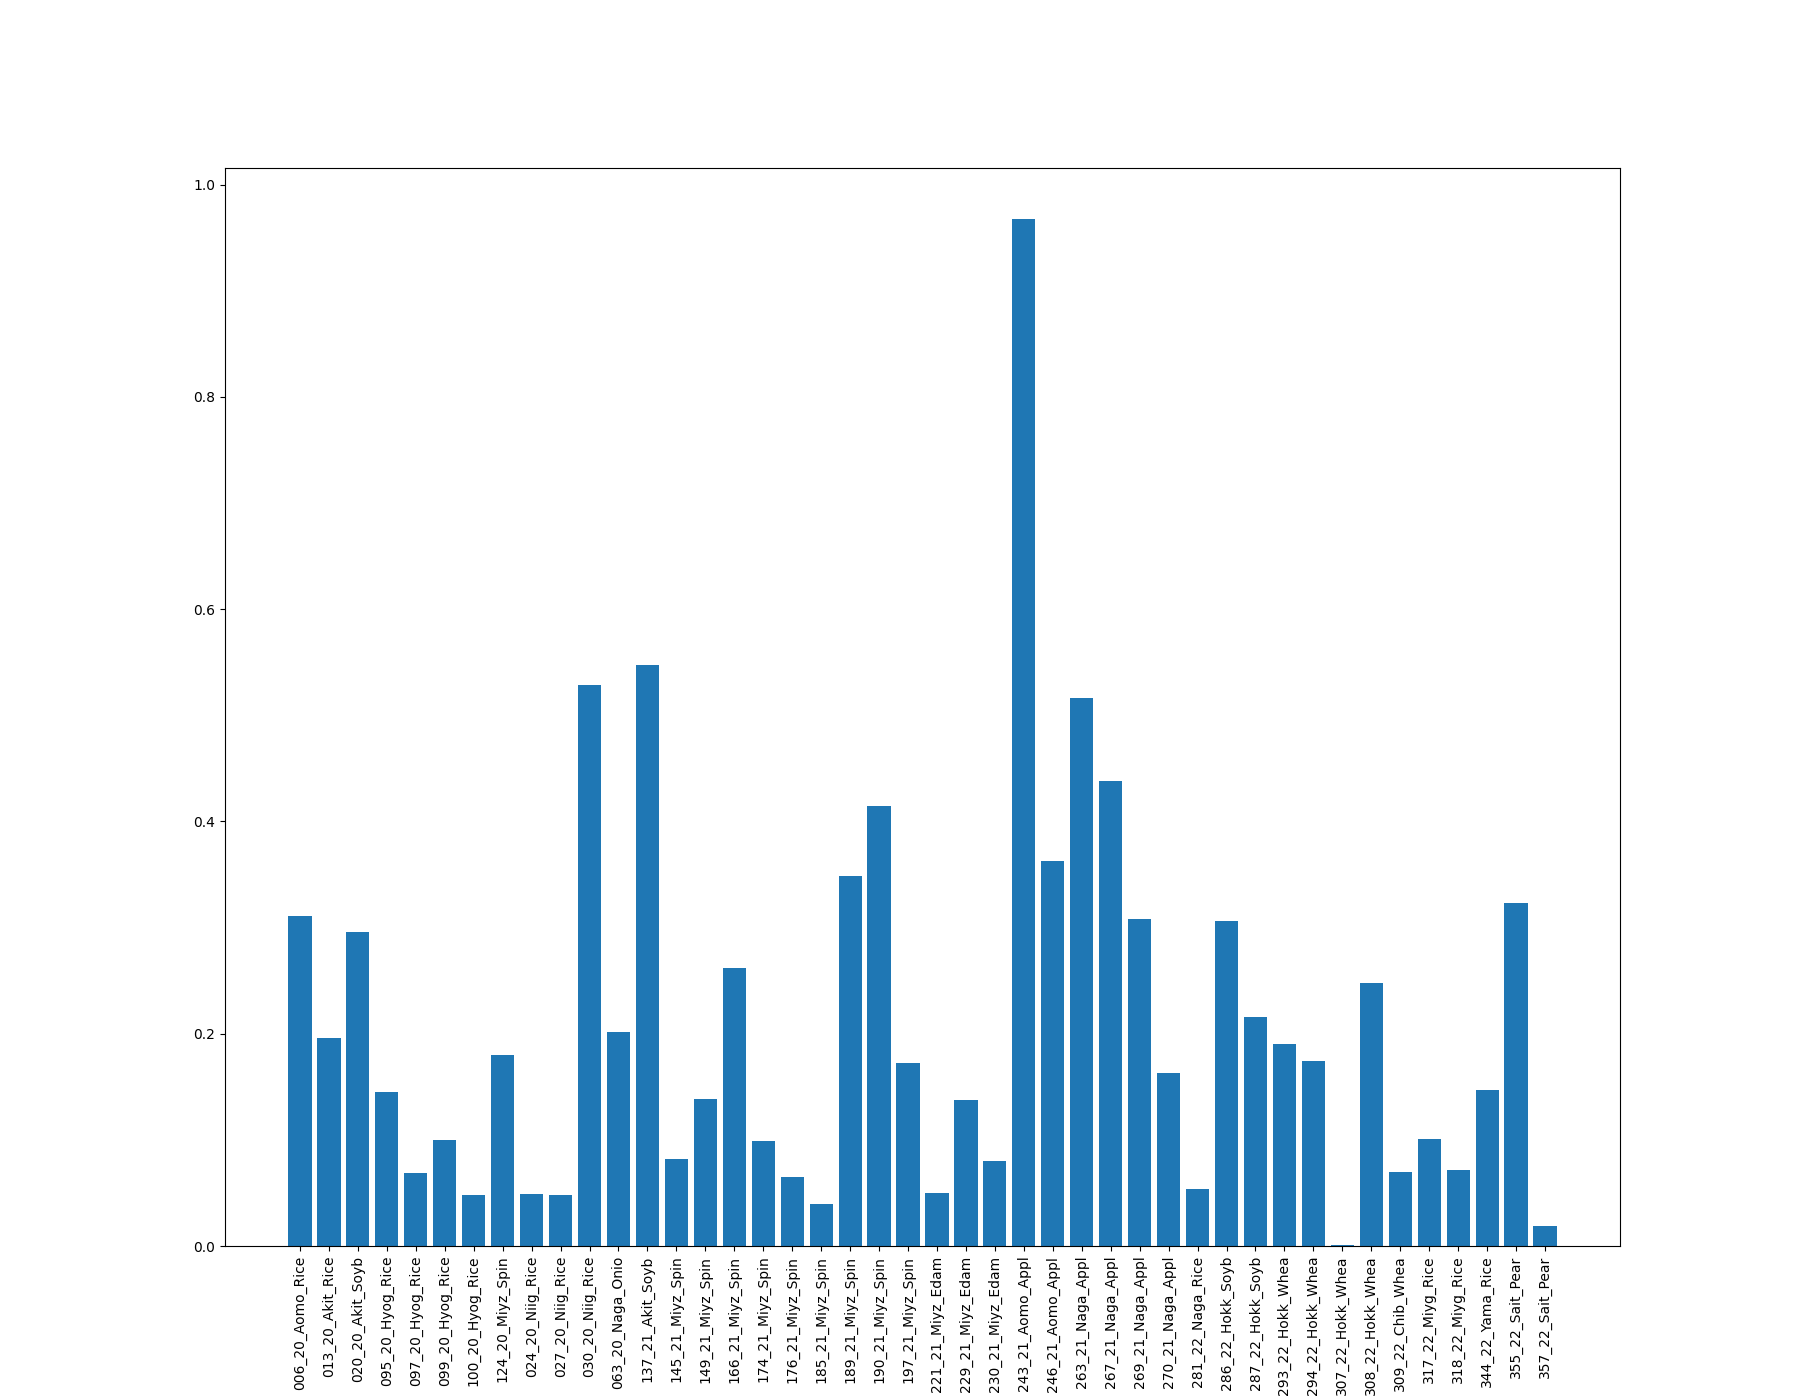 1.0
0.8
0.6
0.4
0.2
0.0
006_20_Aomo_Rice
013_20_Akit_Rice
020_20_Akit_Soyb
095_20_Hyog_Rice
097_20_Hyog_Rice
099_20_Hyog_Rice
100_20_Hyog_Rice
124_20_Miyz_Spin
024_20_Niig_Rice
027_20_Niig_Rice
030_20_Niig_Rice
063_20_Naga_Onio
137_21_Akit_Soyb
145_21_Miyz_Spin
149_21_Miyz_Spin
166_21_Miyz_Spin
174_21_Miyz_Spin
176_21_Miyz_Spin
185_21_Miyz_Spin
189_21_Miyz_Spin
190_21_Miyz_Spin
197_21_Miyz_Spin
221_21_Miyz_Edam
229_21_Miyz_Edam
230_21_Miyz_Edam
243_21_Aomo_Appl
246_21_Aomo_Appl
263_21_Naga_Appl
267_21_Naga_Appl
269_21_Naga_Appl
270_21_Naga_Appl
281_22_Naga_Rice
286_22_Hokk_Soyb
287_22_Hokk_Soyb
293_22_Hokk_Whea
294_22_Hokk_Whea
307_22_Hokk_Whea
308_22_Hokk_Whea
309_22_Chib_Whea
317_22_Miyg_Rice
318_22_Miyg_Rice
344_22_Yama_Rice
355_22_Sait_Pear
357_22_Sait_Pear